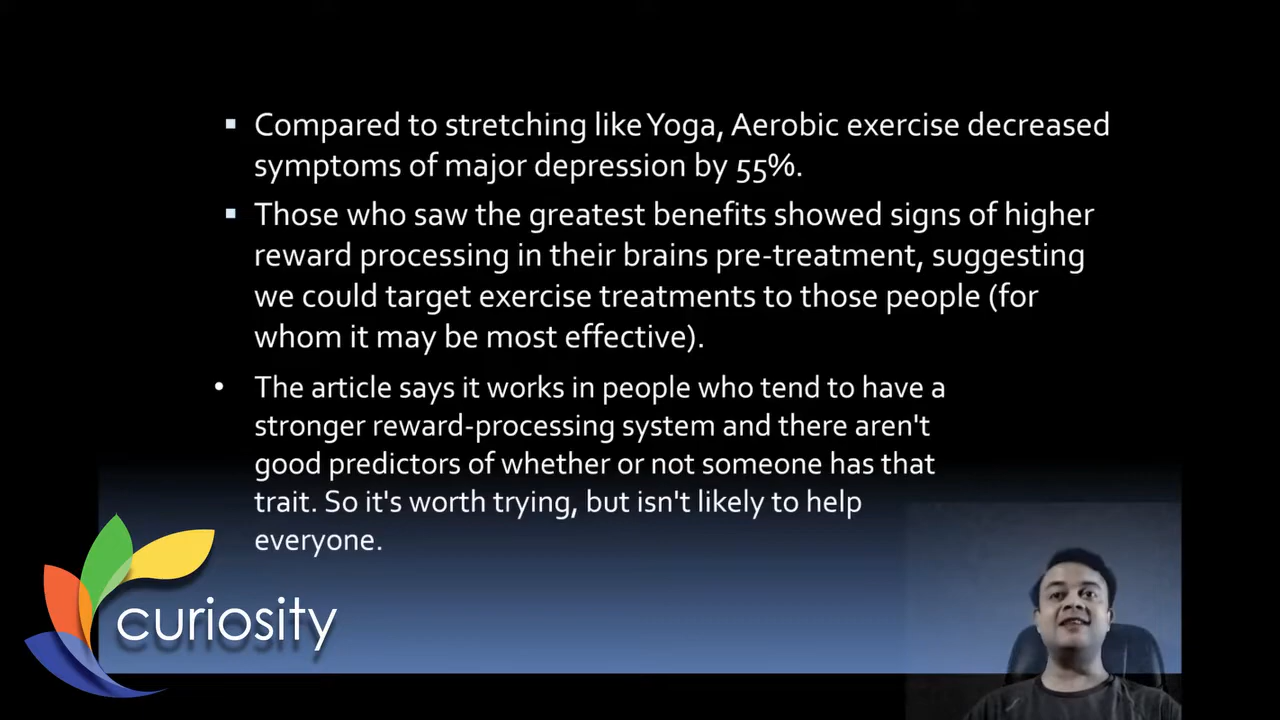 ▪ Compared to stretching like Yoga, Aerobic exercise decreased
symptoms of major depression by 55%.
▪ Those who saw the greatest benefits showed signs of higher
reward processing in their brains pre-treatment, suggesting
we could target exercise treatments to those people (for
whom it may be most effective).
• The article says it works in people who tend to have a
stronger reward-processing system and there aren't
good predictors of whether or not someone has that
trait. So it's worth trying, but isn't likely to help
everyone.
curiosity